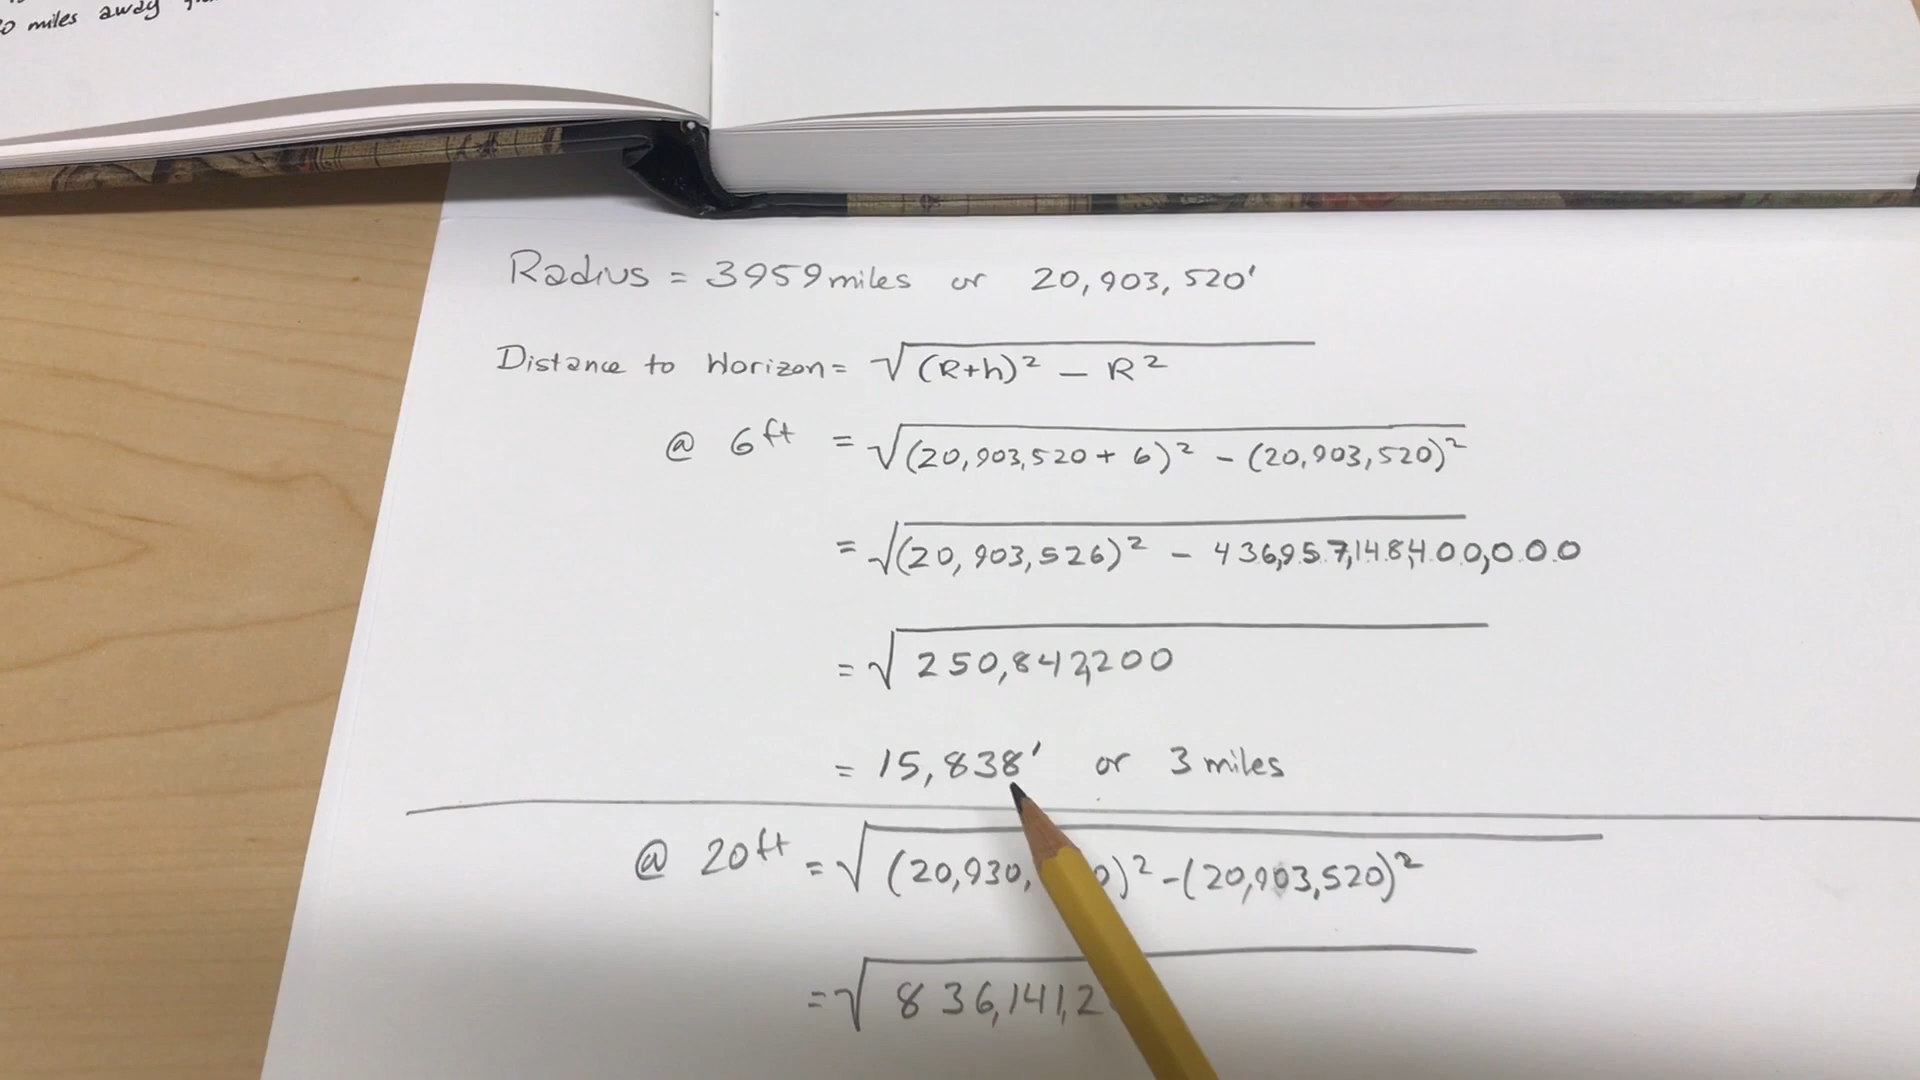 0 miles away
Radius = 3959 miles or 20,903,520'
Distance to Horizon = √(R+h)² - R²
@ 6ft = √(20,903,520 + 6)² - (20,903,520)²
= √(20,903,526)² - 436,957,148,400,000
= √250,842,200
= 15,838' or 3 miles
@ 20ft = √(20,930, 0)² - (20,903,520)²
= √836,141,2